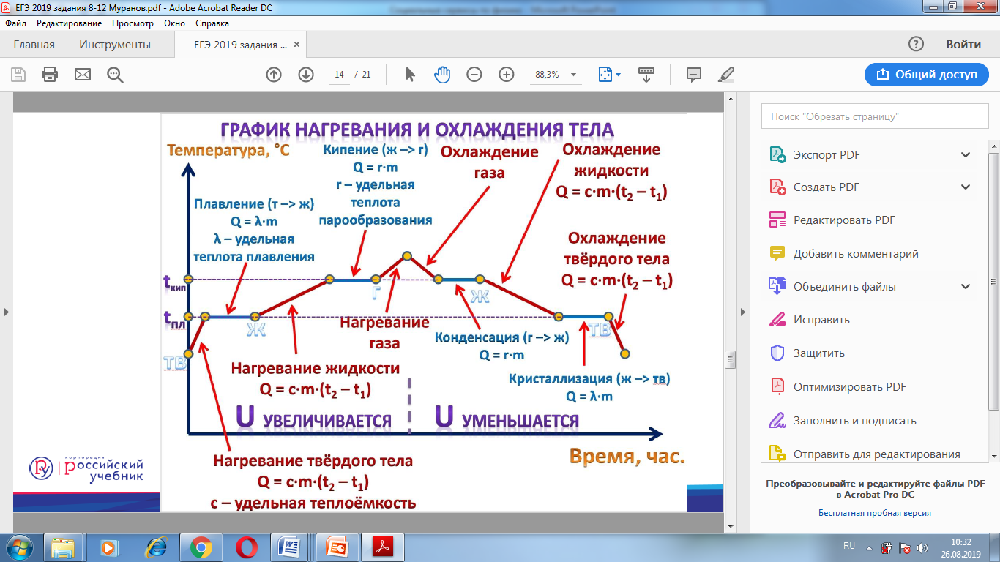 ЕГЭ 2019 задания 8-12 Муранов.pdf - Adobe Acrobat Reader DC
Файл Редактирование Просмотр Окно Справка
Главная Инструменты ЕГЭ 2019 задания ... × Войти
14 / 21 88,3% Общий доступ
ГРАФИК НАГРЕВАНИЯ И ОХЛАЖДЕНИЯ ТЕЛА
Температура, °С
Плавление (т –> ж)
Q = λ·m
λ – удельная
теплота плавления
Кипение (ж –> г)
Q = r·m
r – удельная
теплота
парообразования
Охлаждение
газа
Охлаждение
жидкости
Q = c·m·(t₂ – t₁)
Охлаждение
твёрдого тела
Q = c·m·(t₂ – t₁)
tкип
г
ж
tпл
ж
тв
тв
Нагревание
газа
Конденсация (г –> ж)
Q = r·m
Нагревание жидкости
Q = c·m·(t₂ – t₁)
Кристаллизация (ж –> тв)
Q = λ·m
U УВЕЛИЧИВАЕТСЯ
U УМЕНЬШАЕТСЯ
Время, час.
Нагревание твёрдого тела
Q = c·m·(t₂ – t₁)
c – удельная теплоёмкость
корпорация
российский
учебник
Поиск "Обрезать страницу"
Экспорт PDF
Создать PDF
Редактировать PDF
Добавить комментарий
Объединить файлы
Исправить
Защитить
Оптимизировать PDF
Заполнить и подписать
Отправить для редактирования
Преобразовывайте и редактируйте файлы PDF
в Acrobat Pro DC
Бесплатная пробная версия
RU
10:32
26.08.2019